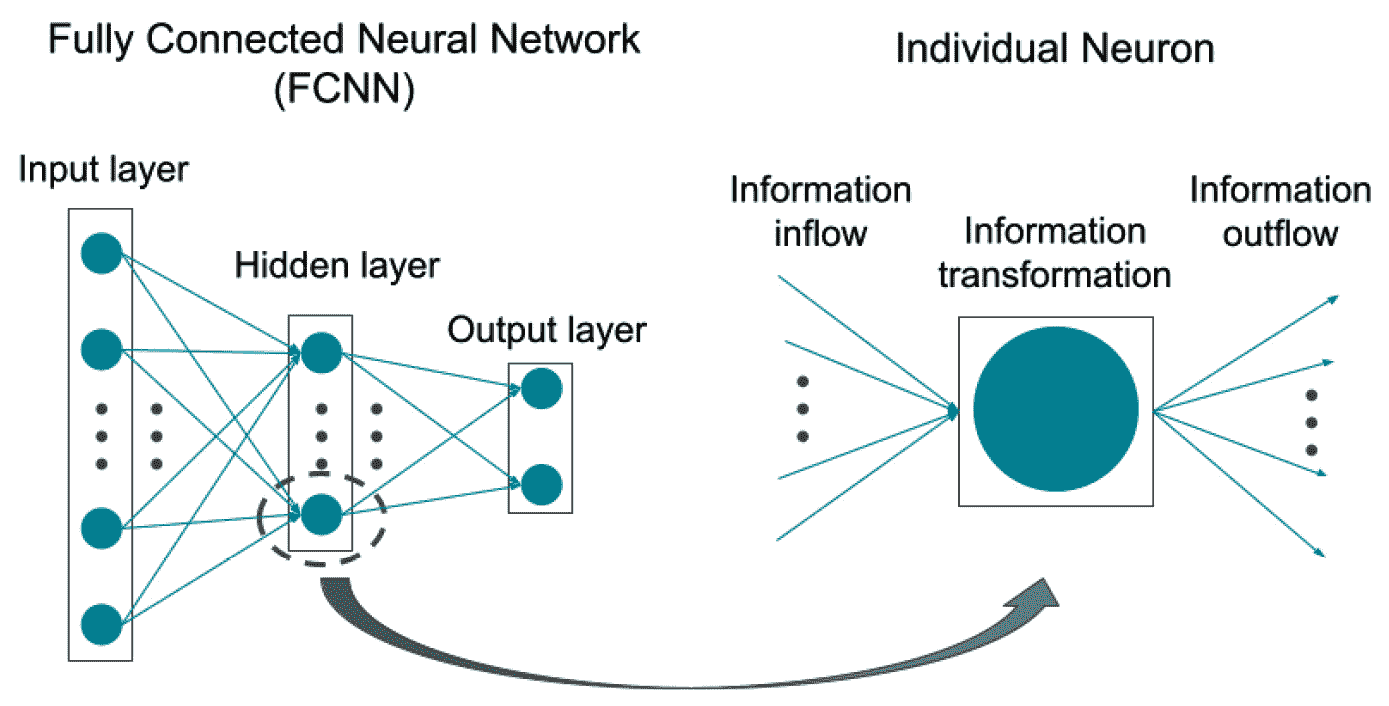 Fully Connected Neural Network
(FCNN)
Individual Neuron
Input layer
Hidden layer
Output layer
Information
inflow
Information
transformation
Information
outflow